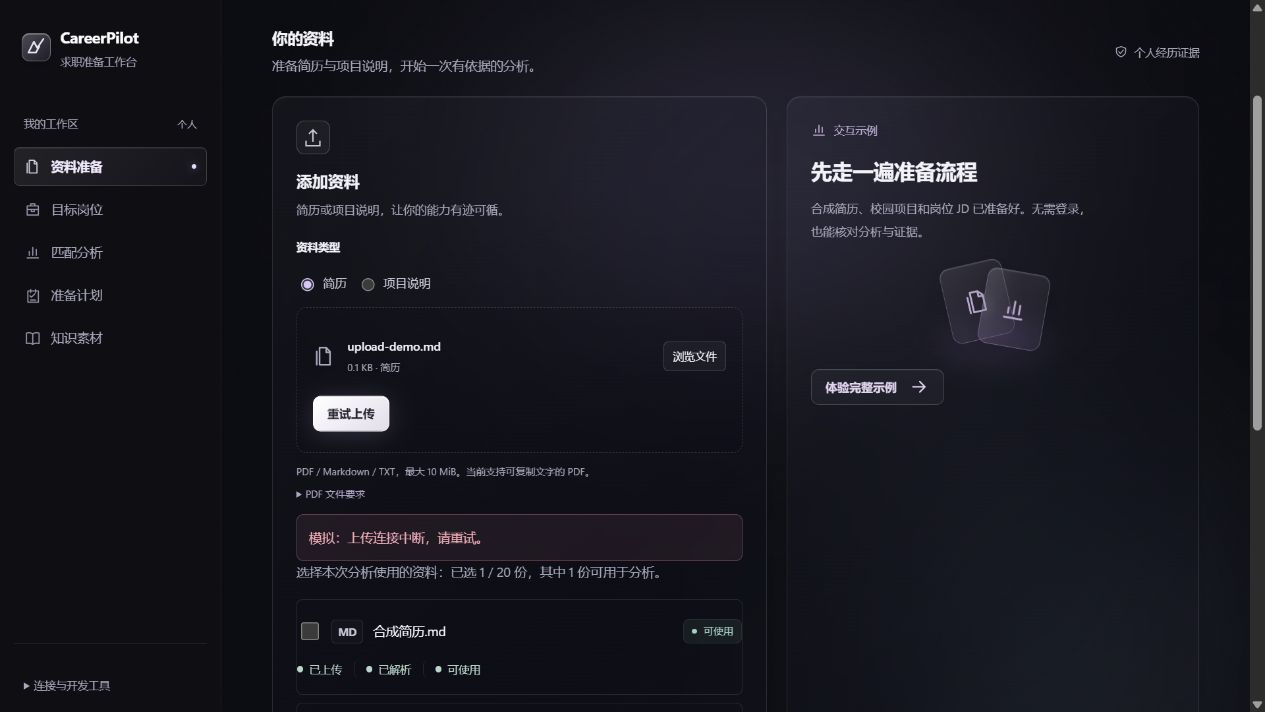 CareerPilot
求职准备工作台
我的工作区 个人
资料准备
目标岗位
匹配分析
准备计划
知识素材
连接与开发工具
你的资料
准备简历与项目说明，开始一次有依据的分析。
个人经历证据
添加资料
简历或项目说明，让你的能力有迹可循。
资料类型
简历 项目说明
upload-demo.md
0.1 KB · 简历
浏览文件
重试上传
PDF / Markdown / TXT，最大 10 MiB。当前支持可复制文字的 PDF。
PDF 文件要求
模拟：上传连接中断，请重试。
选择本次分析使用的资料：已选 1 / 20 份，其中 1 份可用于分析。
MD 合成简历.md 可使用
已上传 已解析 可使用
交互示例
先走一遍准备流程
合成简历、校园项目和岗位 JD 已准备好。无需登录，
也能核对分析与证据。
体验完整示例